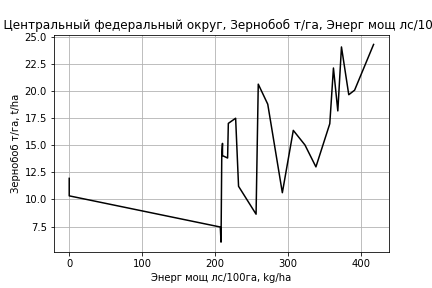 Центральный федеральный округ, Зернобоб т/га, Энерг мощ лс/10
25.0
22.5
20.0
17.5
15.0
12.5
10.0
7.5
Зернобоб т/га, t/ha
0 100 200 300 400
Энерг мощ лс/100га, kg/ha